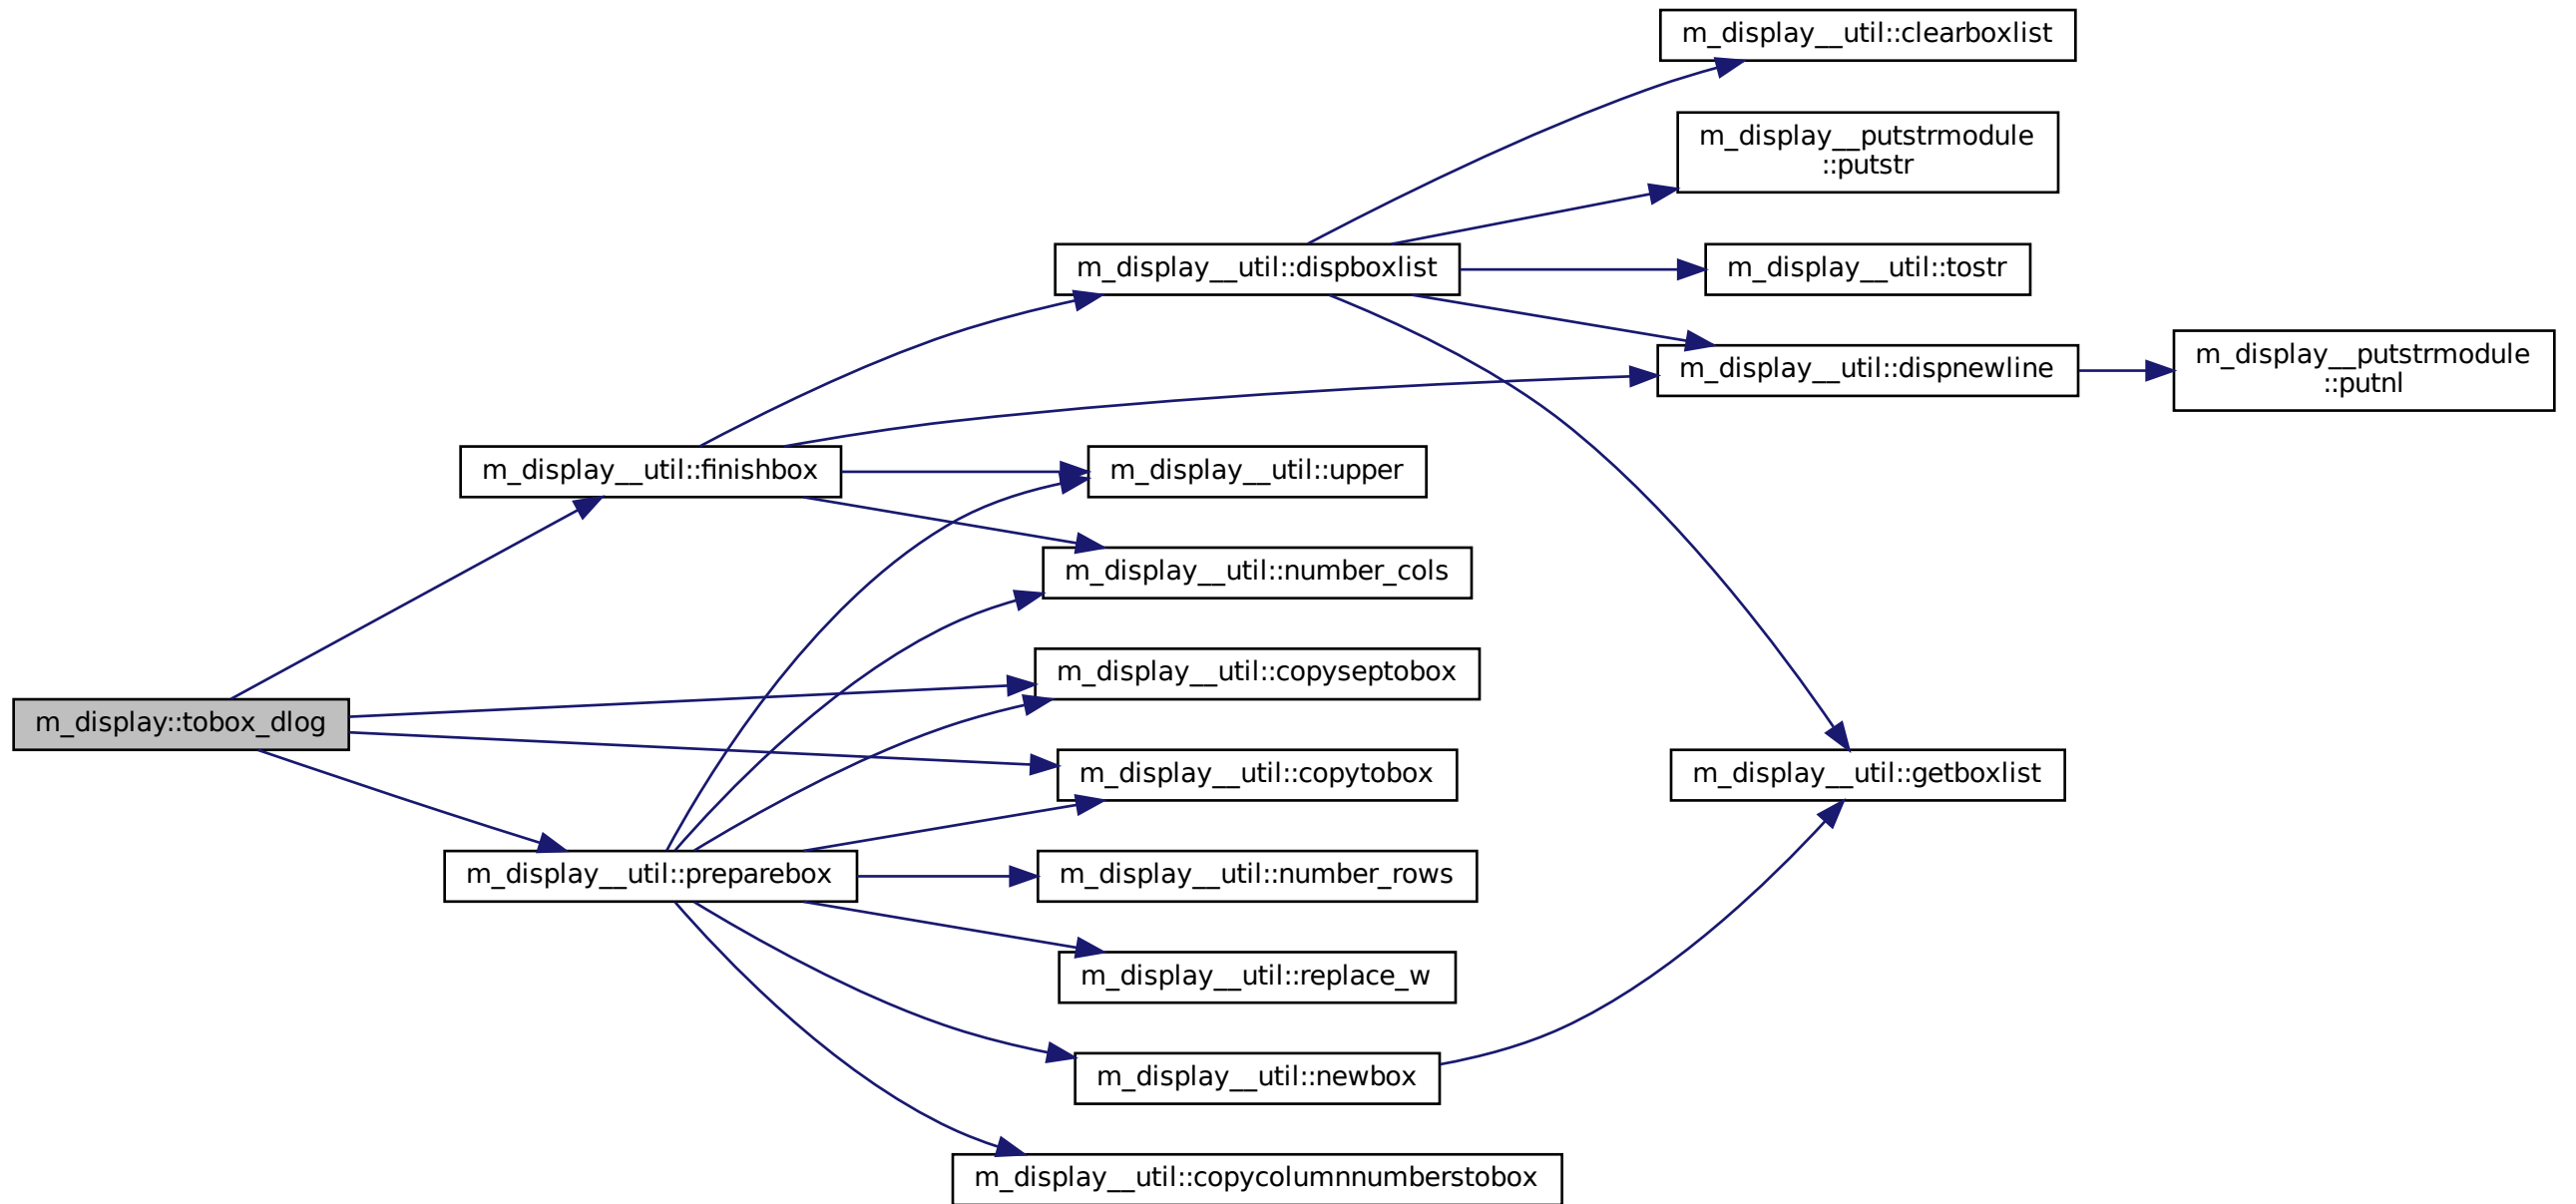 m_display__util::clearboxlist
m_display__putstrmodule
::putstr
m_display__util::dispboxlist
m_display__util::tostr
m_display__util::dispnewline
m_display__putstrmodule
::putnl
m_display__util::finishbox
m_display__util::upper
m_display__util::number_cols
m_display__util::copyseptobox
m_display::tobox_dlog
m_display__util::copytobox
m_display__util::getboxlist
m_display__util::preparebox
m_display__util::number_rows
m_display__util::replace_w
m_display__util::newbox
m_display__util::copycolumnnumberstobox